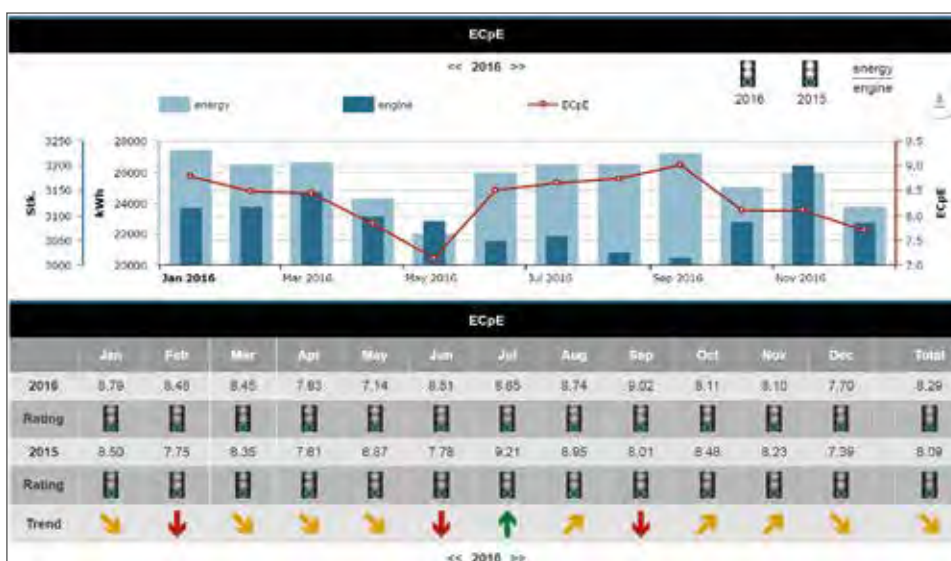 ECpE
<< 2016 >>
2016 2015 energy
engine
energy engine ECpE
Stk. kWh ECpE
3250 28000 9.5
3200 26000 9.0
3150 24000 8.5
3100 22000 8.0
3050 20000 7.5
3000 7.0
Jan 2016 Mar 2016 May 2016 Jul 2016 Sep 2016 Nov 2016
ECpE
Jan Feb Mar Apr May Jun Jul Aug Sep Oct Nov Dec Total
2016 8.79 8.48 8.45 7.83 7.14 8.51 8.65 8.74 9.02 8.11 8.10 7.70 8.29
Rating
2015 8.50 7.75 8.35 7.61 7.78 9.21 8.95 8.01 8.48 8.23 7.39 8.09
Rating
Trend
<< 2016 >>